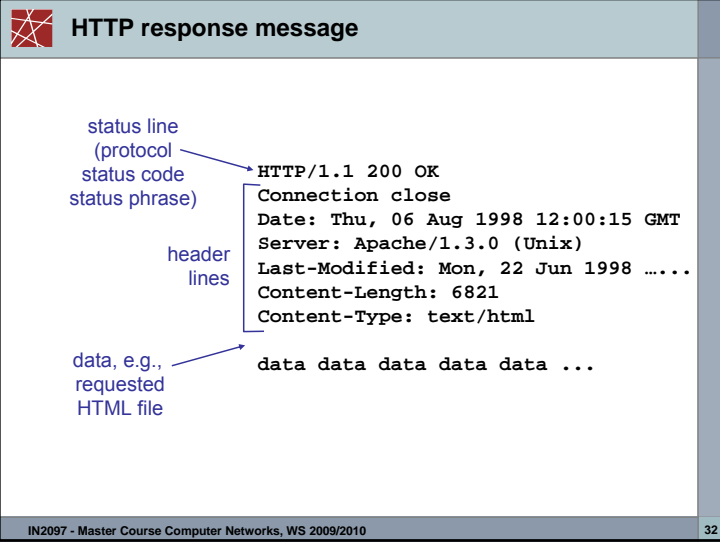 HTTP response message
status line
(protocol
status code
status phrase)
HTTP/1.1 200 OK
Connection close
Date: Thu, 06 Aug 1998 12:00:15 GMT
Server: Apache/1.3.0 (Unix)
Last-Modified: Mon, 22 Jun 1998 …...
Content-Length: 6821
Content-Type: text/html
header
lines
data, e.g.,
requested
HTML file
data data data data data ...
IN2097 - Master Course Computer Networks, WS 2009/2010
32